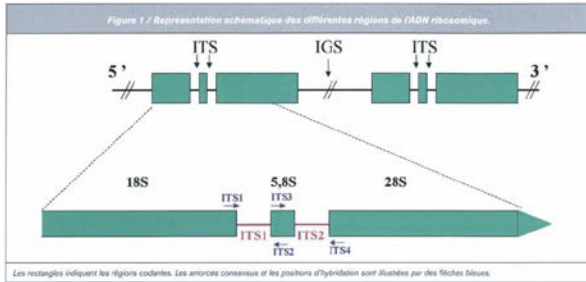 Figure 1 / Représentation schématique des différentes régions de l'ADN ribosomique.
ITS IGS ITS
5' 3'
18S 5,8S 28S
ITS1 ITS3
ITS1 ITS2
ITS2 ITS4
Les rectangles indiquent les régions codantes. Les amorces consensus et les positions d'hybridation sont illustrées par des flèches bleues.